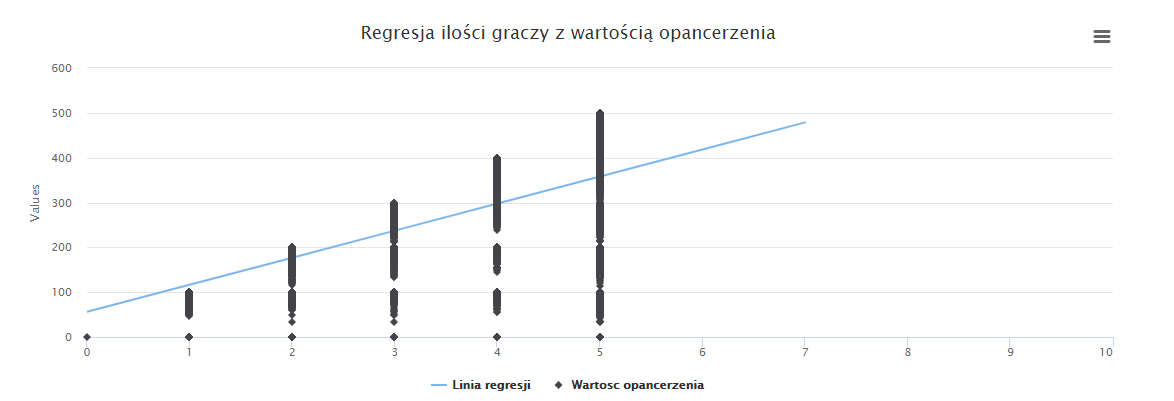 Regresja ilości graczy z wartością opancerzenia
Values
600
500
400
300
200
100
0
0 1 2 3 4 5 6 7 8 9 10
Linia regresji Wartosc opancerzenia